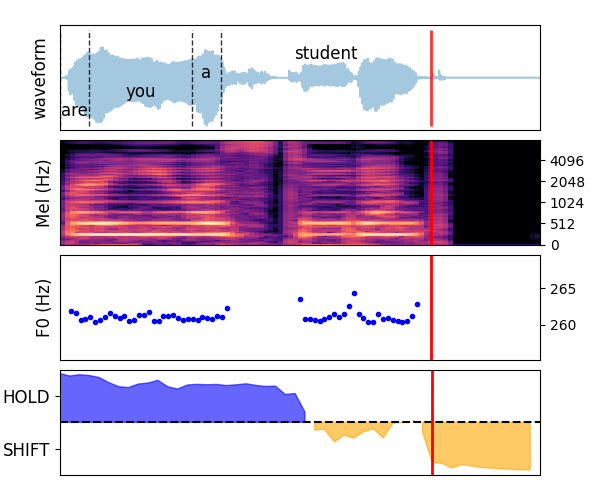 waveform
are
you
a
student
Mel (Hz)
4096
2048
1024
512
0
F0 (Hz)
265
260
HOLD
SHIFT